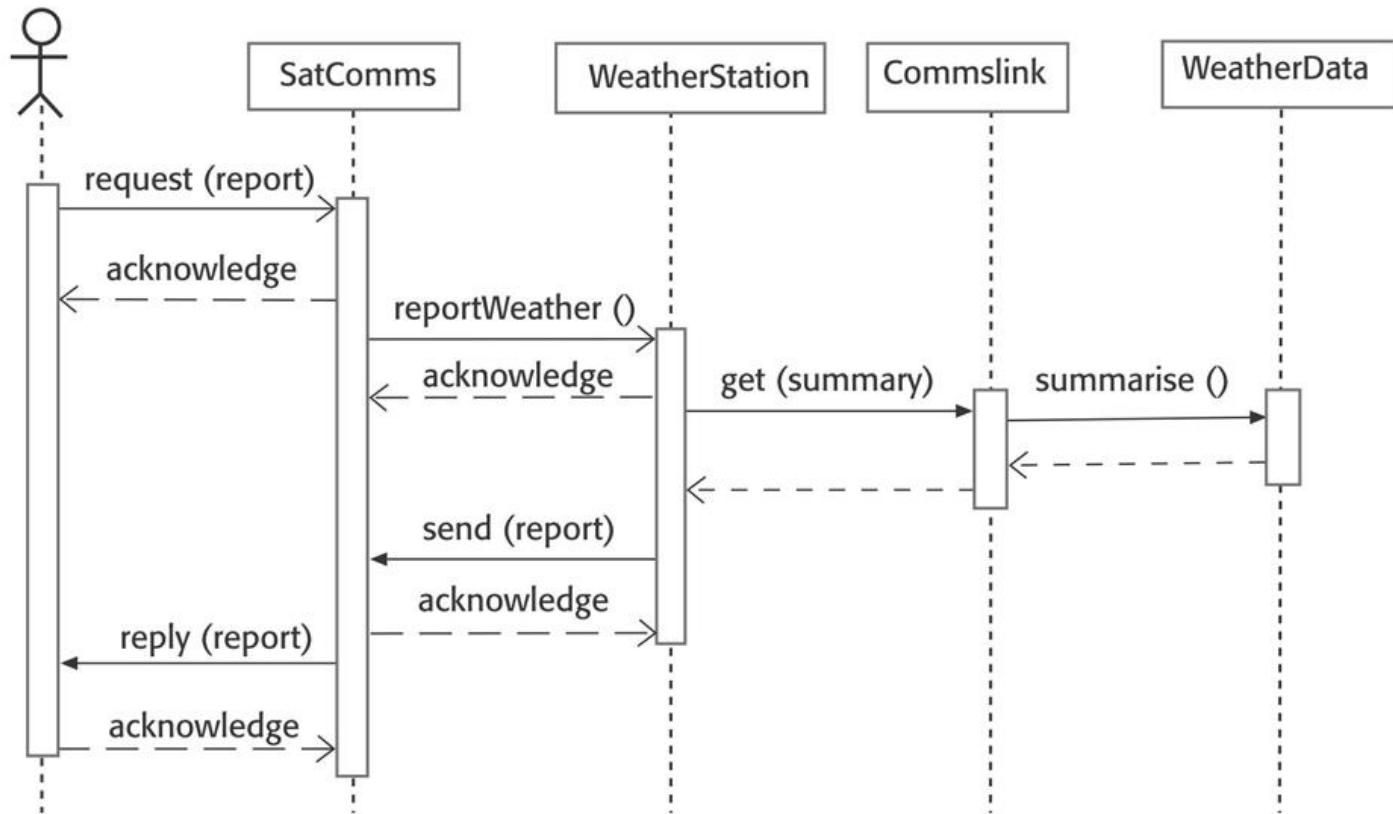 SatComms
WeatherStation
Commslink
WeatherData
request (report)
acknowledge
reportWeather ()
acknowledge
get (summary)
summarise ()
send (report)
acknowledge
reply (report)
acknowledge